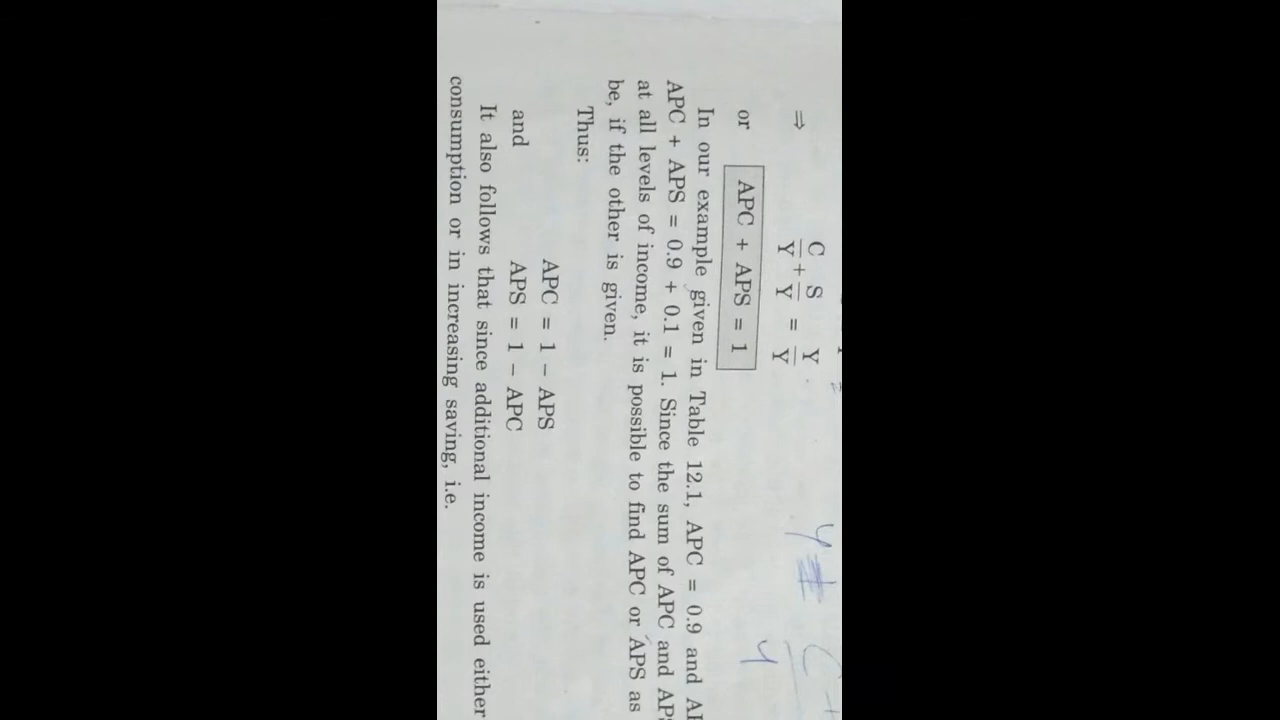 ⇒ C/Y + S/Y = Y/Y
or APC + APS = 1
In our example given in Table 12.1, APC = 0.9 and
APC + APS = 0.9 + 0.1 = 1. Since the sum of APC and APS
at all levels of income, it is possible to find APC or APS as
be, if the other is given.
Thus:
APC = 1 – APS
and APS = 1 – APC
It also follows that since additional income is used either
consumption or in increasing saving, i.e.